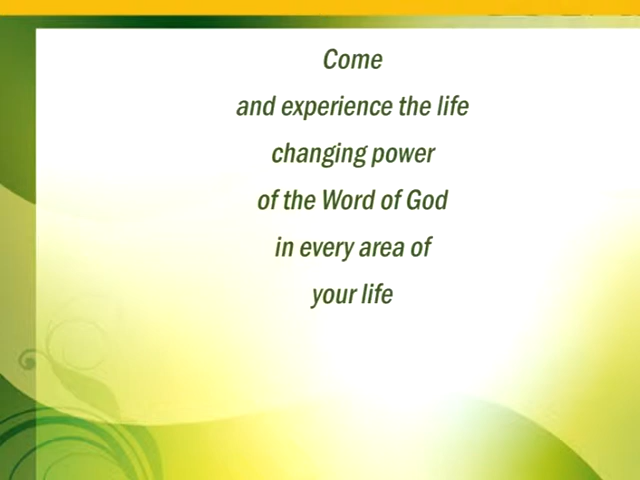 Come
and experience the life
changing power
of the Word of God
in every area of
your life